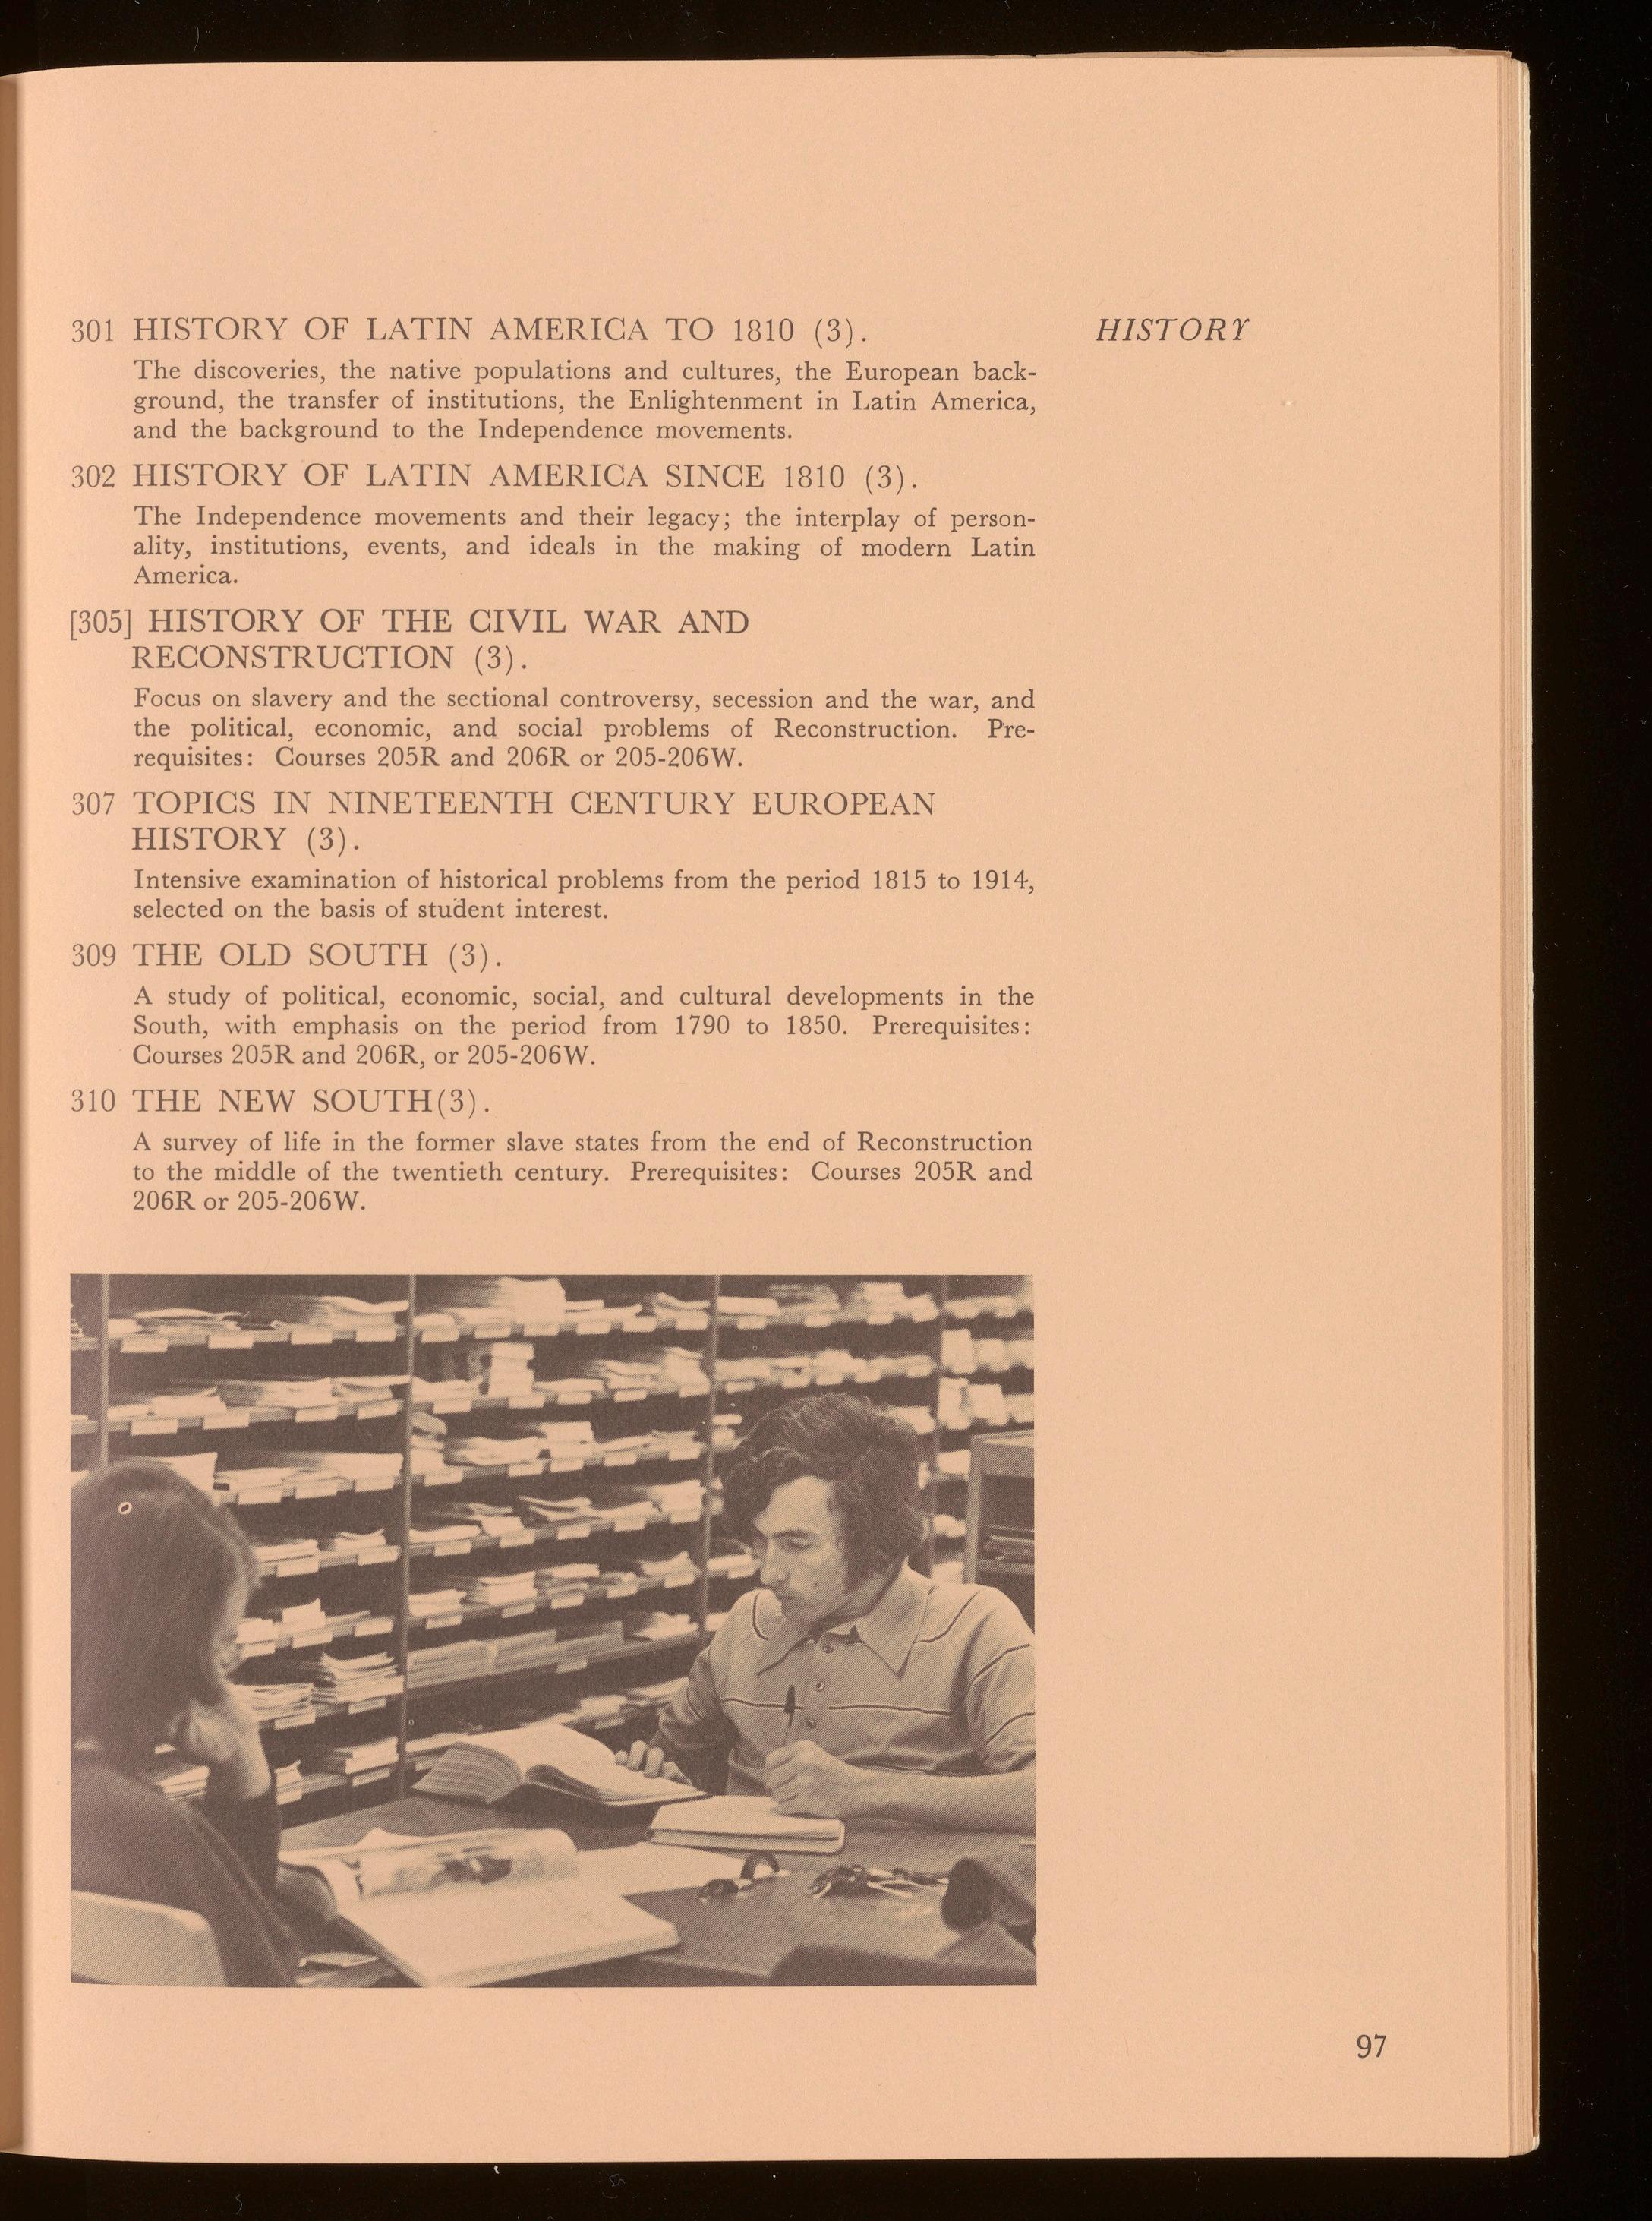 301 HISTORY OF LATIN AMERICA TO 1810 (3).
HISTORY
The discoveries, the native populations and cultures, the European back-
ground, the transfer of institutions, the Enlightenment in Latin America,
and the background to the Independence movements.
302 HISTORY OF LATIN AMERICA SINCE 1810 (3).
The Independence movements and their legacy; the interplay of person-
ality, institutions, events, and ideals in the making of modern Latin
America.
[305] HISTORY OF THE CIVIL WAR AND
RECONSTRUCTION (3).
Focus on slavery and the sectional controversy, secession and the war, and
the political, economic, and social problems of Reconstruction. Pre-
requisites: Courses 205R and 206R or 205-206W.
307 TOPICS IN NINETEENTH CENTURY EUROPEAN
HISTORY (3).
Intensive examination of historical problems from the period 1815 to 1914,
selected on the basis of student interest.
309 THE OLD SOUTH (3).
A study of political, economic, social, and cultural developments in the
South, with emphasis on the period from 1790 to 1850. Prerequisites:
Courses 205R and 206R, or 205-206W.
310 THE NEW SOUTH(3).
A survey of life in the former slave states from the end of Reconstruction
to the middle of the twentieth century. Prerequisites: Courses 205R and
206R or 205-206W.
97